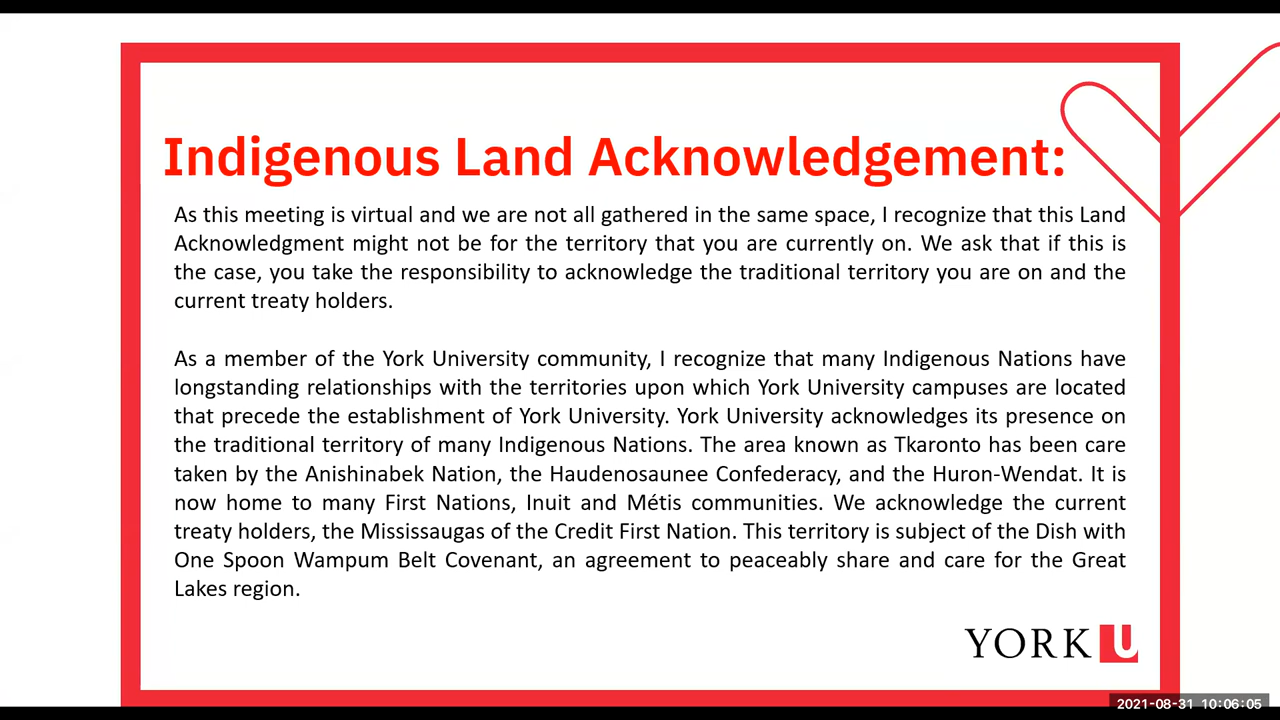 Indigenous Land Acknowledgement:
As this meeting is virtual and we are not all gathered in the same space, I recognize that this Land
Acknowledgment might not be for the territory that you are currently on. We ask that if this is
the case, you take the responsibility to acknowledge the traditional territory you are on and the
current treaty holders.
As a member of the York University community, I recognize that many Indigenous Nations have
longstanding relationships with the territories upon which York University campuses are located
that precede the establishment of York University. York University acknowledges its presence on
the traditional territory of many Indigenous Nations. The area known as Tkaronto has been care
taken by the Anishinabek Nation, the Haudenosaunee Confederacy, and the Huron-Wendat. It is
now home to many First Nations, Inuit and Métis communities. We acknowledge the current
treaty holders, the Mississaugas of the Credit First Nation. This territory is subject of the Dish with
One Spoon Wampum Belt Covenant, an agreement to peaceably share and care for the Great
Lakes region.
YORK U
2021-08-31 10:06:05